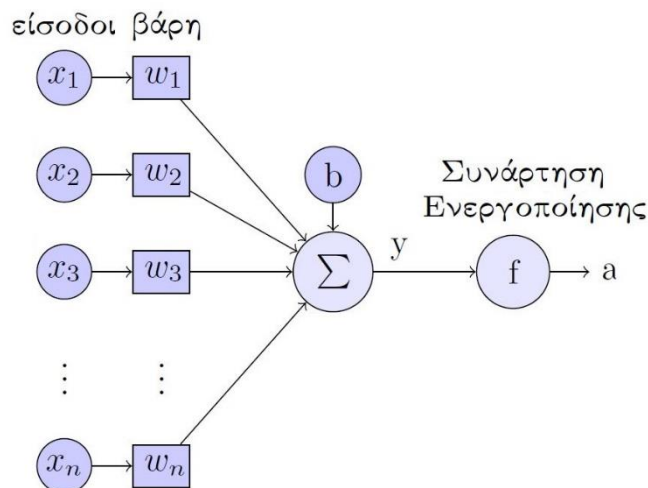 είσοδοι βάρη
x₁ w₁
x₂ w₂
b
Συνάρτηση
Ενεργοποίησης
x₃ w₃
Σ
y
f
a
⋮ ⋮
xₙ wₙ